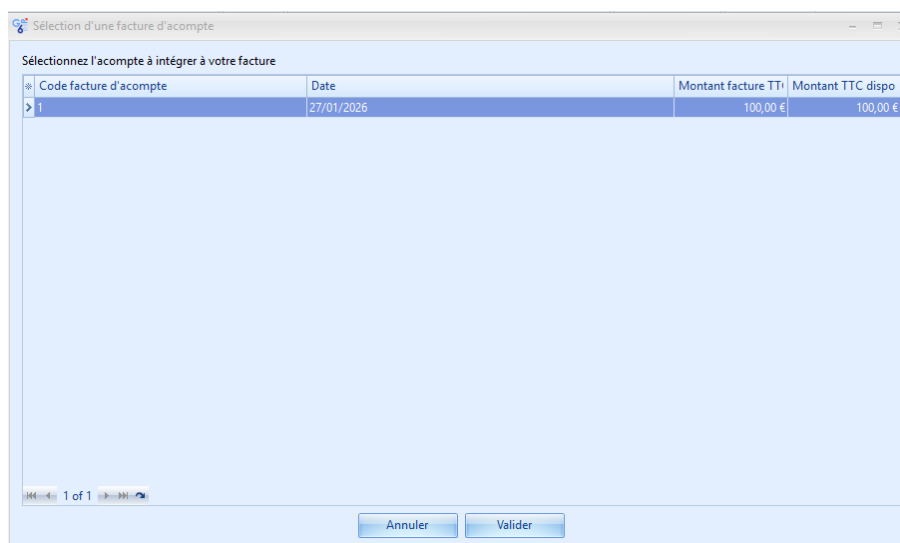 Sélection d'une facture d'acompte
Sélectionnez l'acompte à intégrer à votre facture
Code facture d'acompte Date Montant facture TT Montant TTC dispo
1 27/01/2026 100,00 € 100,00 €
1 of 1
Annuler Valider